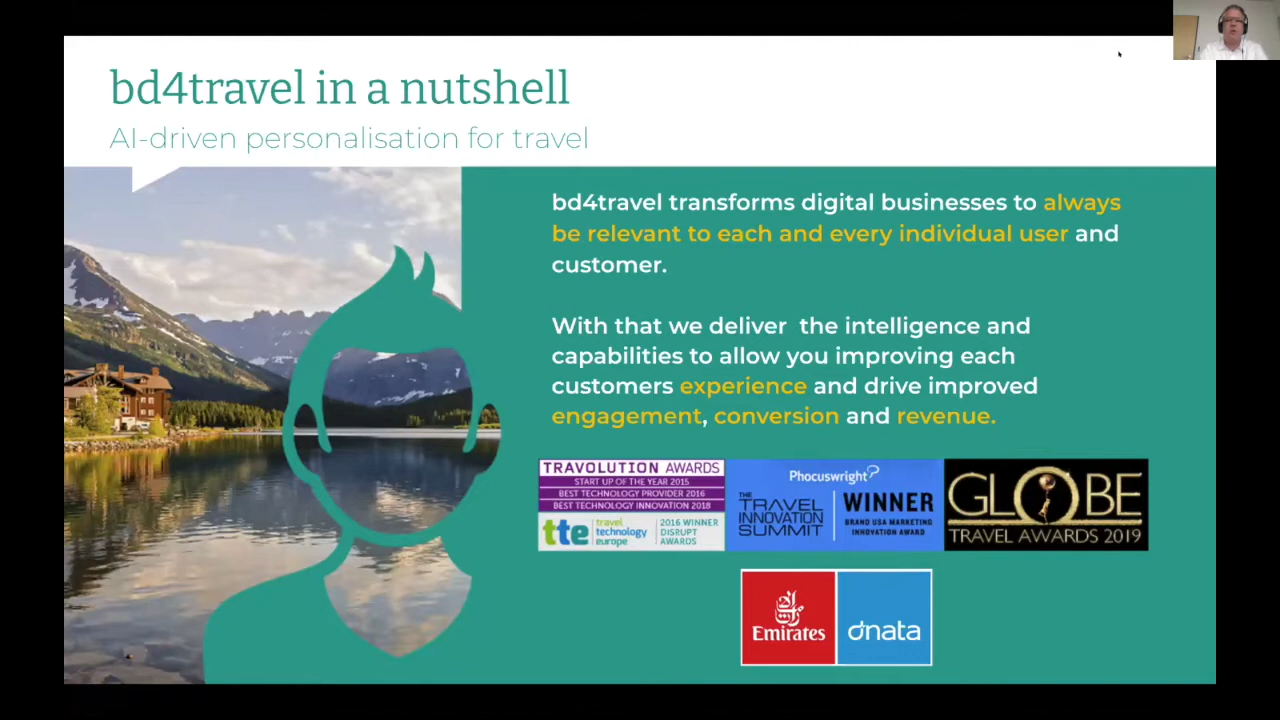 bd4travel in a nutshell
AI-driven personalisation for travel
bd4travel transforms digital businesses to always
be relevant to each and every individual user and
customer.
With that we deliver the intelligence and
capabilities to allow you improving each
customers experience and drive improved
engagement, conversion and revenue.
TRAVOLUTION AWARDS
START UP OF THE YEAR 2015
BEST TECHNOLOGY PROVIDER 2016
BEST TECHNOLOGY INNOVATION 2018
tte travel technology europe
2016 WINNER
DISRUPT
AWARDS
Phocuswright
THE
TRAVEL
INNOVATION
SUMMIT
WINNER
BRAND USA MARKETING
INNOVATION AWARD
GLOBE
TRAVEL AWARDS 2019
Emirates
dnata